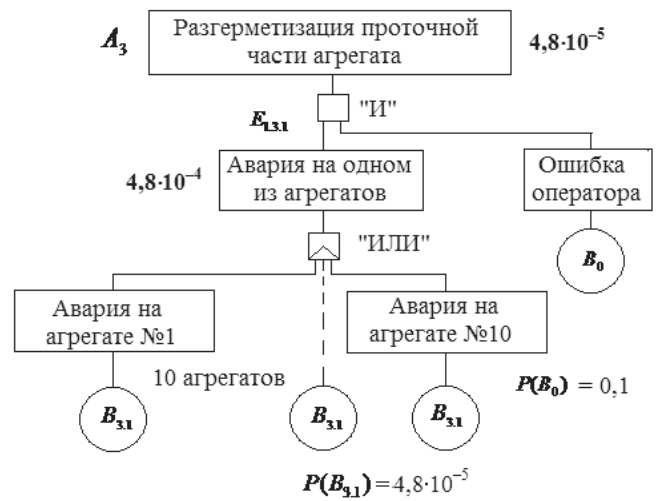 A₃
Разгерметизация проточной
части агрегата
4,8·10⁻⁵
"И"
E₁.₃.₁
4,8·10⁻⁴
Авария на одном
из агрегатов
Ошибка
оператора
B₀
"ИЛИ"
Авария на
агрегате №1
Авария на
агрегате №10
10 агрегатов
P(B₀) = 0,1
B₃.₁
B₃.₁
B₃.₁
P(B₉.₁) = 4,8·10⁻⁵